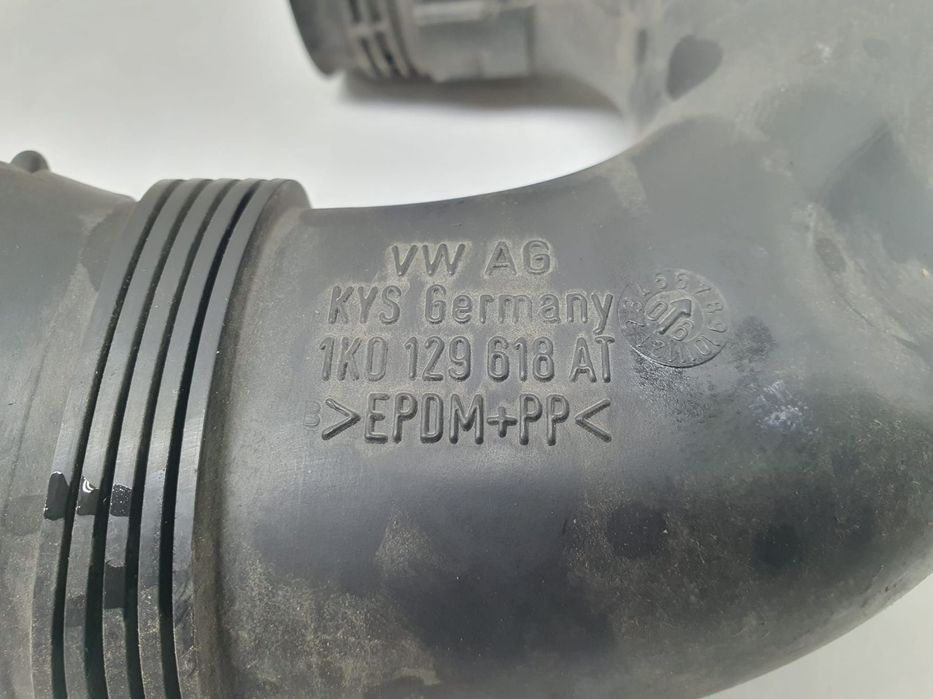 VW AG
KYS Germany
1K0 129 618 AT
>EPDM+PP<